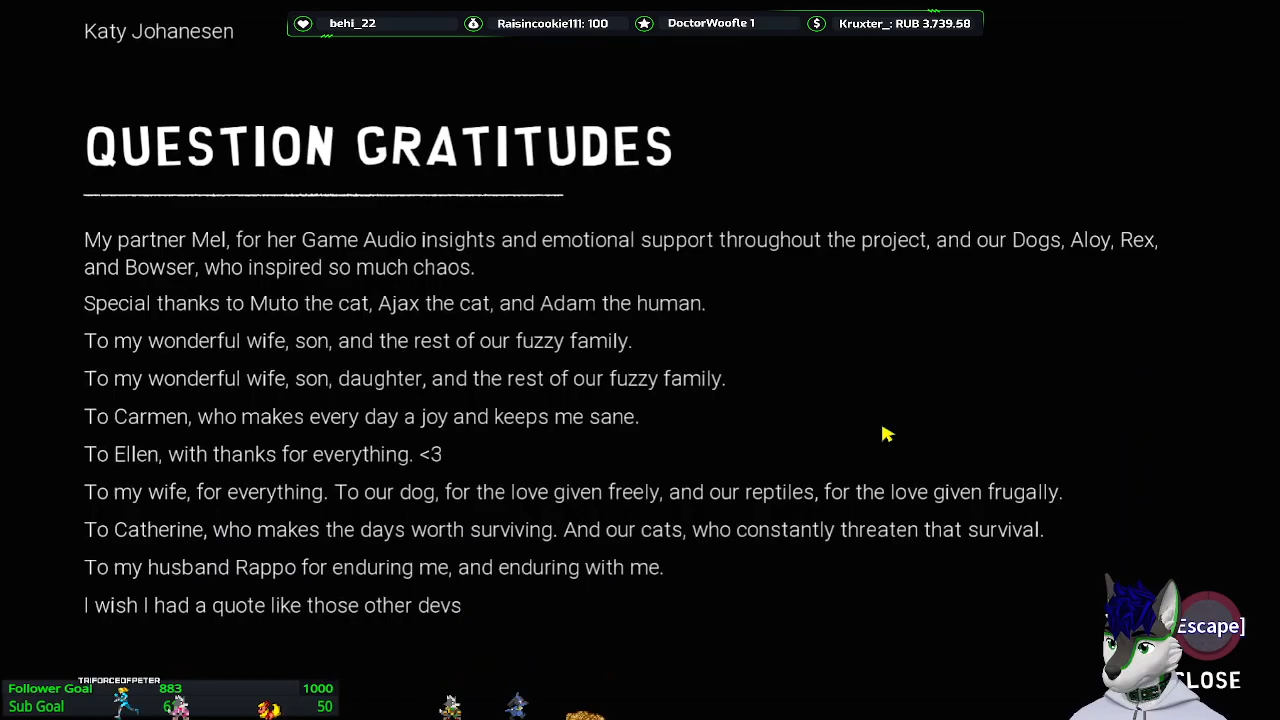 behi_22
Raisincookie111: 100
DoctorWoofle 1
Kruxter_: RUB 3,739.58
Katy Johanesen
QUESTION GRATITUDES
My partner Mel, for her Game Audio insights and emotional support throughout the project, and our Dogs, Aloy, Rex,
and Bowser, who inspired so much chaos.
Special thanks to Muto the cat, Ajax the cat, and Adam the human.
To my wonderful wife, son, and the rest of our fuzzy family.
To my wonderful wife, son, daughter, and the rest of our fuzzy family.
To Carmen, who makes every day a joy and keeps me sane.
To Ellen, with thanks for everything. <3
To my wife, for everything. To our dog, for the love given freely, and our reptiles, for the love given frugally.
To Catherine, who makes the days worth surviving. And our cats, who constantly threaten that survival.
To my husband Rappo for enduring me, and enduring with me.
I wish I had a quote like those other devs
Escape]
CLOSE
TRIFORCEOFPETER
Follower Goal 883 1000
Sub Goal 50